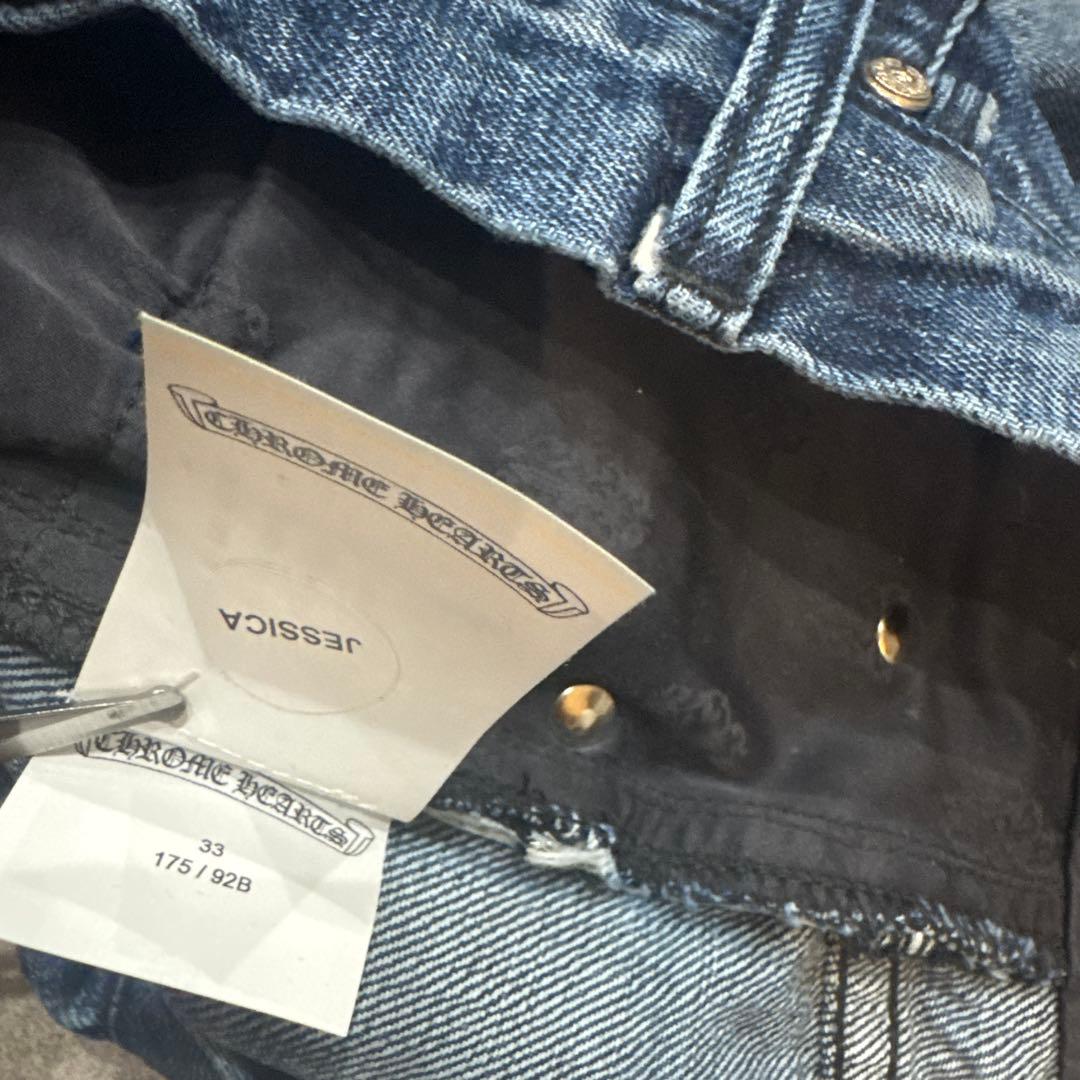 CHROME HEARTS
JESSICA
CHROME HEARTS
33
175 / 92B